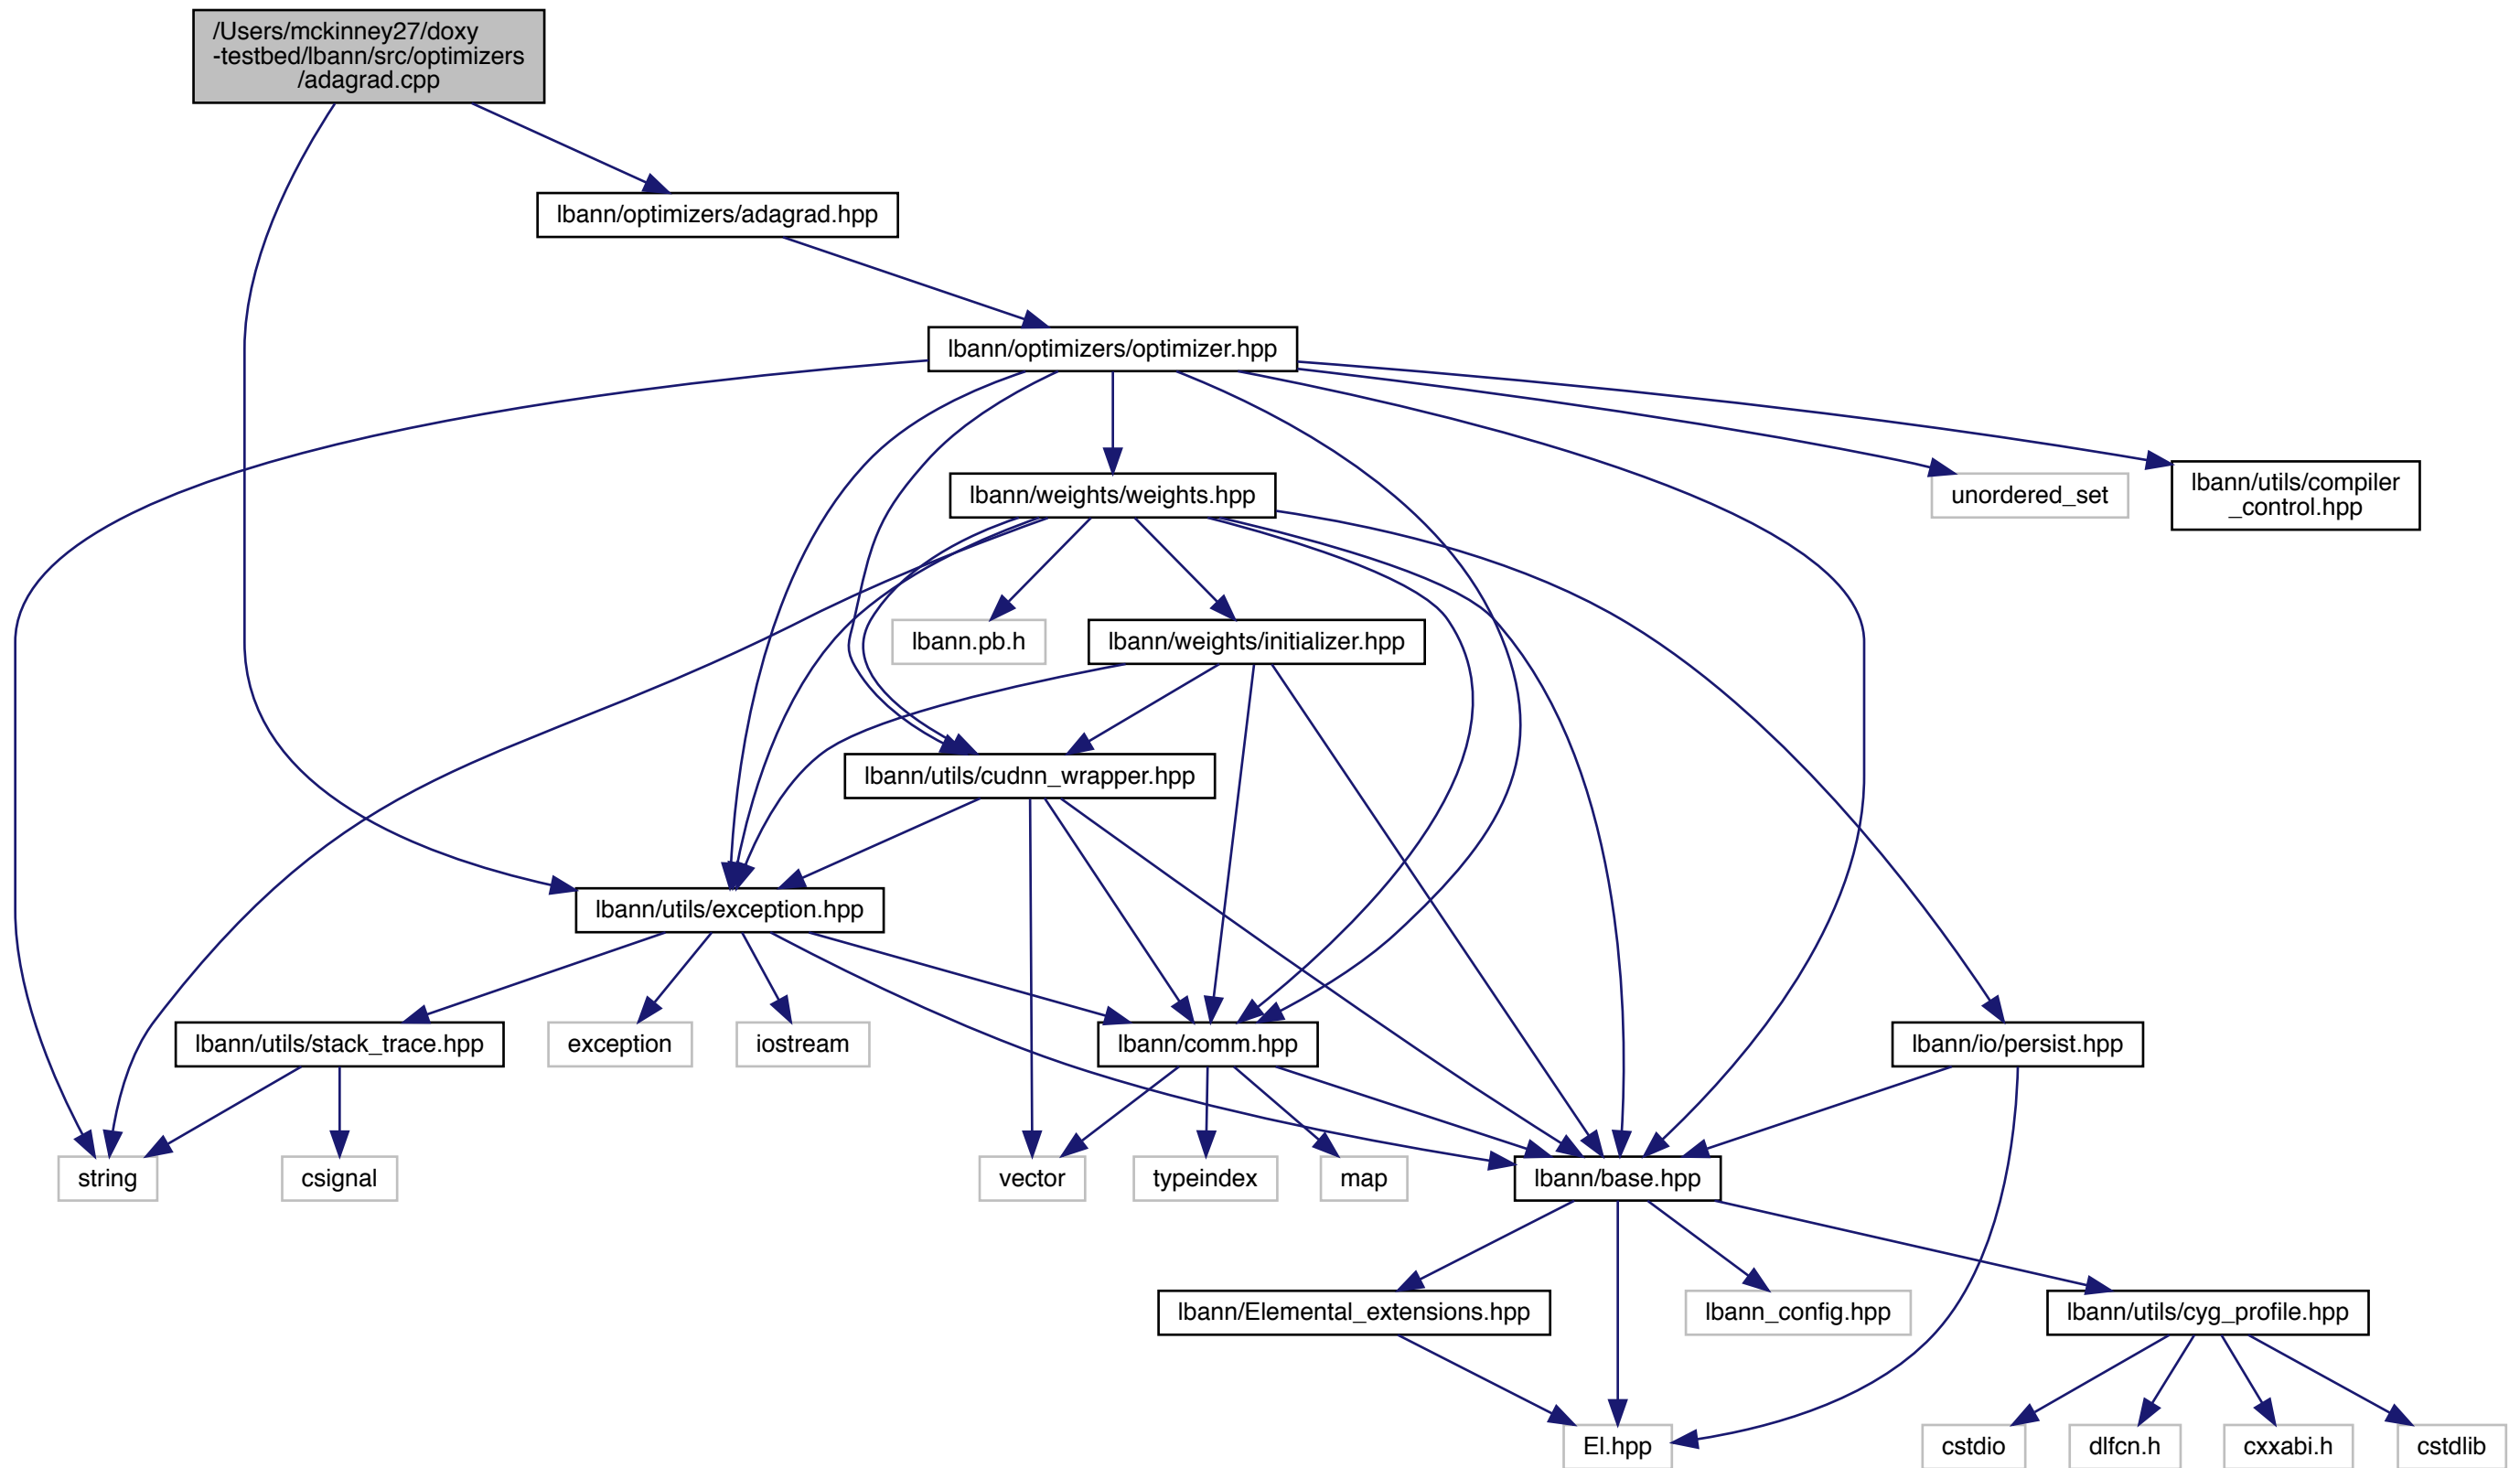 /Users/mckinney27/doxy
-testbed/lbann/src/optimizers
/adagrad.cpp
lbann/optimizers/adagrad.hpp
lbann/optimizers/optimizer.hpp
lbann/weights/weights.hpp
unordered_set
lbann/utils/compiler
_control.hpp
lbann.pb.h
lbann/weights/initializer.hpp
lbann/utils/cudnn_wrapper.hpp
lbann/utils/exception.hpp
lbann/utils/stack_trace.hpp
exception
iostream
lbann/comm.hpp
lbann/io/persist.hpp
string
csignal
vector
typeindex
map
lbann/base.hpp
lbann/Elemental_extensions.hpp
lbann_config.hpp
lbann/utils/cyg_profile.hpp
El.hpp
cstdio
dlfcn.h
cxxabi.h
cstdlib